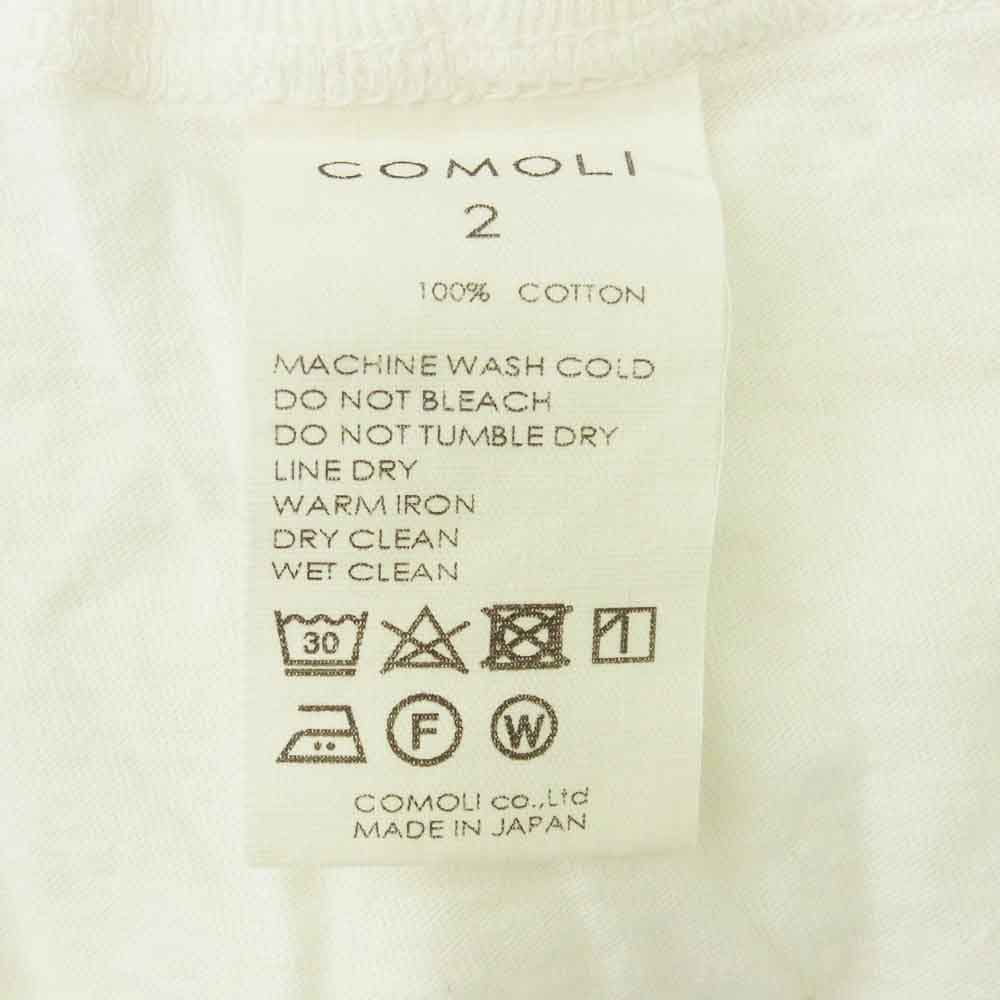 COMOLI
2
100% COTTON
MACHINE WASH COLD
DO NOT BLEACH
DO NOT TUMBLE DRY
LINE DRY
WARM IRON
DRY CLEAN
WET CLEAN
30
F W
COMOLI co.,Ltd
MADE IN JAPAN